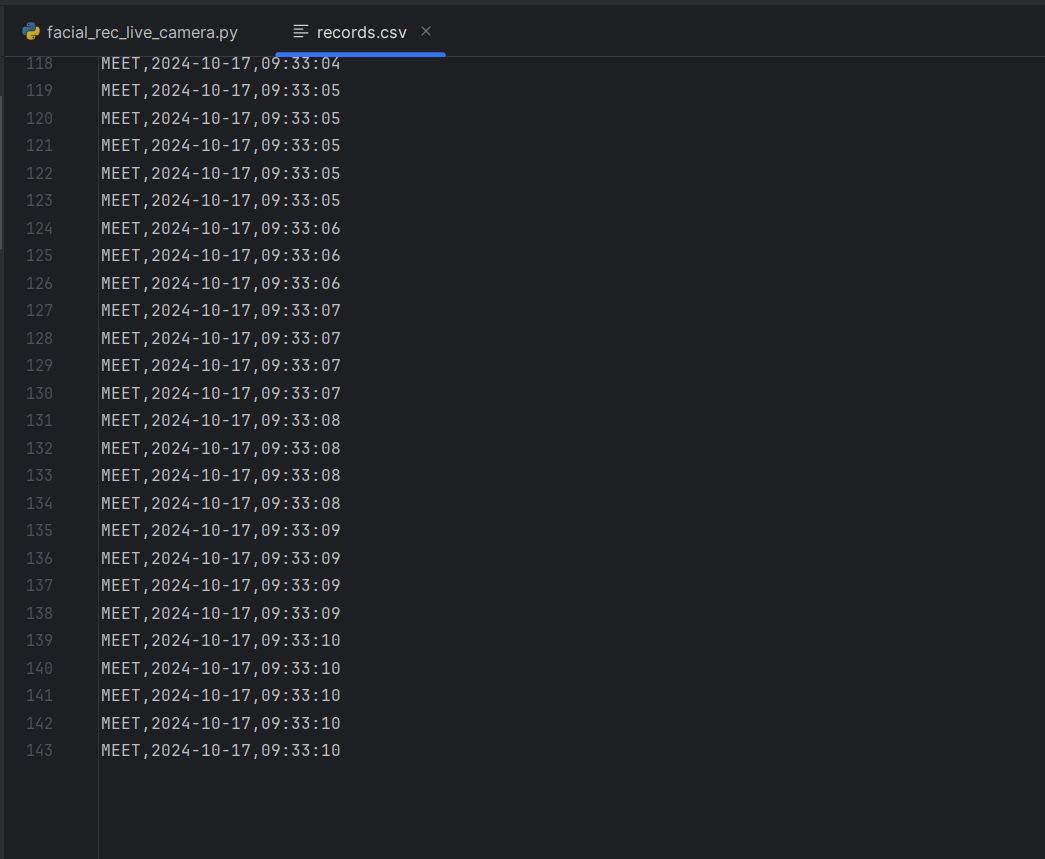 facial_rec_live_camera.py records.csv
118 MEET,2024-10-17,09:33:04
119 MEET,2024-10-17,09:33:05
120 MEET,2024-10-17,09:33:05
121 MEET,2024-10-17,09:33:05
122 MEET,2024-10-17,09:33:05
123 MEET,2024-10-17,09:33:05
124 MEET,2024-10-17,09:33:06
125 MEET,2024-10-17,09:33:06
126 MEET,2024-10-17,09:33:06
127 MEET,2024-10-17,09:33:07
128 MEET,2024-10-17,09:33:07
129 MEET,2024-10-17,09:33:07
130 MEET,2024-10-17,09:33:07
131 MEET,2024-10-17,09:33:08
132 MEET,2024-10-17,09:33:08
133 MEET,2024-10-17,09:33:08
134 MEET,2024-10-17,09:33:08
135 MEET,2024-10-17,09:33:09
136 MEET,2024-10-17,09:33:09
137 MEET,2024-10-17,09:33:09
138 MEET,2024-10-17,09:33:09
139 MEET,2024-10-17,09:33:10
140 MEET,2024-10-17,09:33:10
141 MEET,2024-10-17,09:33:10
142 MEET,2024-10-17,09:33:10
143 MEET,2024-10-17,09:33:10